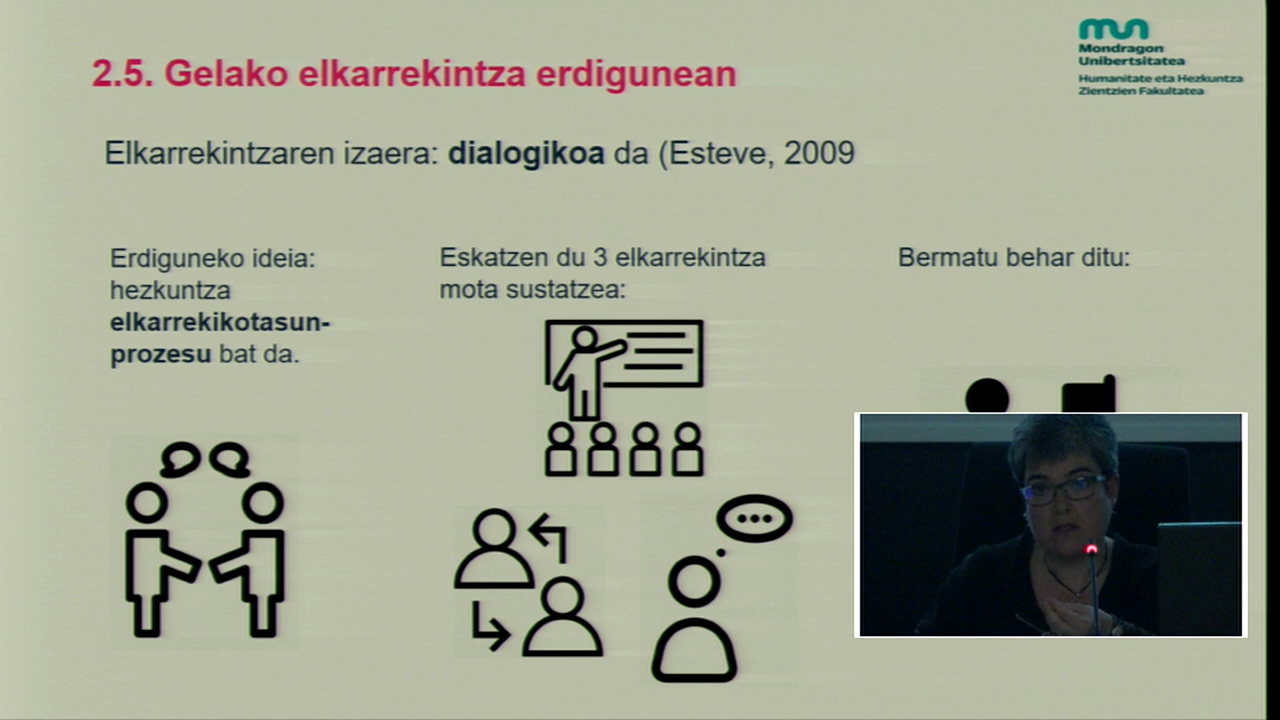 mun
Mondragon
Unibertsitatea
Humanitate eta Hezkuntza
Zientzien Fakultatea
2.5. Gelako elkarrekintza erdigunean
Elkarrekintzaren izaera: dialogikoa da (Esteve, 2009
Erdiguneko ideia:
hezkuntza
elkarrekikotasun-
prozesu bat da.
Eskatzen du 3 elkarrekintza
mota sustatzea:
Bermatu behar ditu: